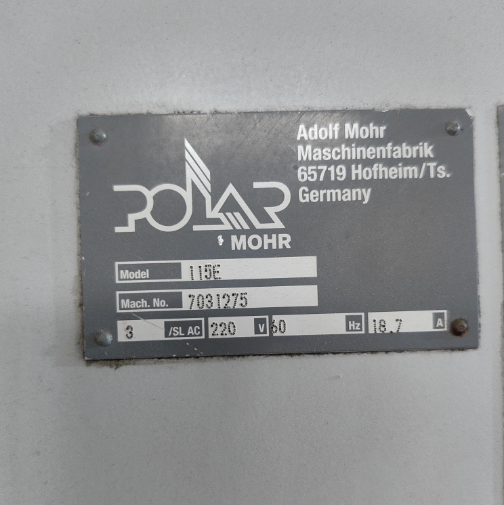 Adolf Mohr
Maschinenfabrik
65719 Hofheim/Ts.
Germany
POLAR
MOHR
Model 115E
Mach. No. 7031275
3 /SL AC 220 V 60 Hz 18.7 A